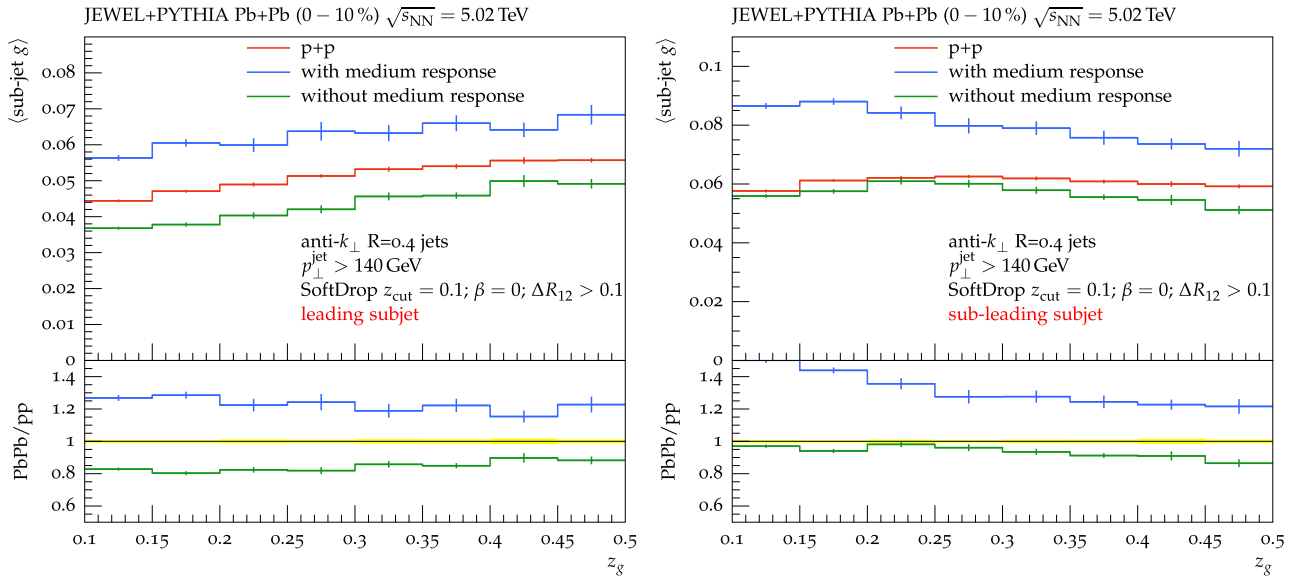 JEWEL+PYTHIA Pb+Pb (0 − 10 %) √s_NN = 5.02 TeV
⟨sub-jet g⟩
p+p
with medium response
without medium response
0.08
0.07
0.06
0.05
0.04
0.03
0.02
0.01
0
anti-k⊥ R=0.4 jets
p⊥^jet > 140 GeV
SoftDrop z_cut = 0.1; β = 0; ΔR₁₂ > 0.1
leading subjet
PbPb/pp
1.4
1.2
1
0.8
0.6
0.1 0.15 0.2 0.25 0.3 0.35 0.4 0.45 0.5
z_g
JEWEL+PYTHIA Pb+Pb (0 − 10 %) √s_NN = 5.02 TeV
⟨sub-jet g⟩
p+p
with medium response
without medium response
0.1
0.08
0.06
0.04
0.02
0
anti-k⊥ R=0.4 jets
p⊥^jet > 140 GeV
SoftDrop z_cut = 0.1; β = 0; ΔR₁₂ > 0.1
sub-leading subjet
PbPb/pp
1.4
1.2
1
0.8
0.6
0.1 0.15 0.2 0.25 0.3 0.35 0.4 0.45 0.5
z_g